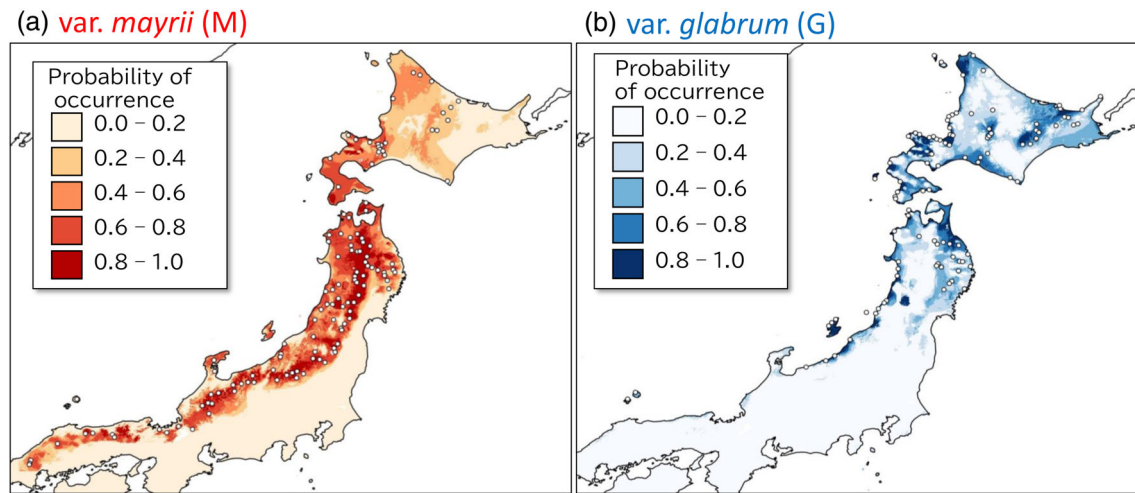 (a) var. mayrii (M)
Probability of
occurrence
0.0 – 0.2
0.2 – 0.4
0.4 – 0.6
0.6 – 0.8
0.8 – 1.0
(b) var. glabrum (G)
Probability
of occurrence
0.0 – 0.2
0.2 – 0.4
0.4 – 0.6
0.6 – 0.8
0.8 – 1.0